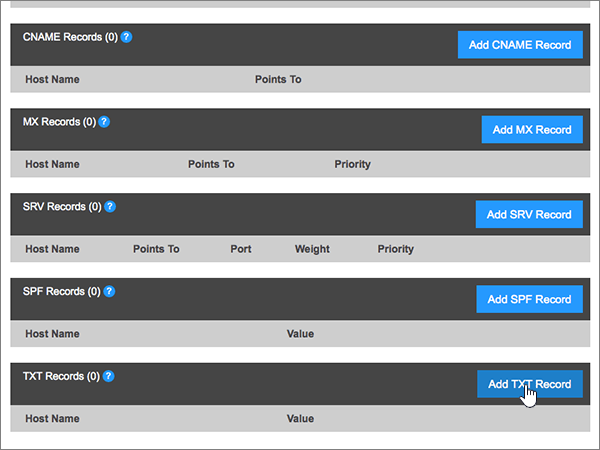 CNAME Records (0) ?
Add CNAME Record
Host Name Points To
MX Records (0) ?
Add MX Record
Host Name Points To Priority
SRV Records (0) ?
Add SRV Record
Host Name Points To Port Weight Priority
SPF Records (0) ?
Add SPF Record
Host Name Value
TXT Records (0) ?
Add TXT Record
Host Name Value